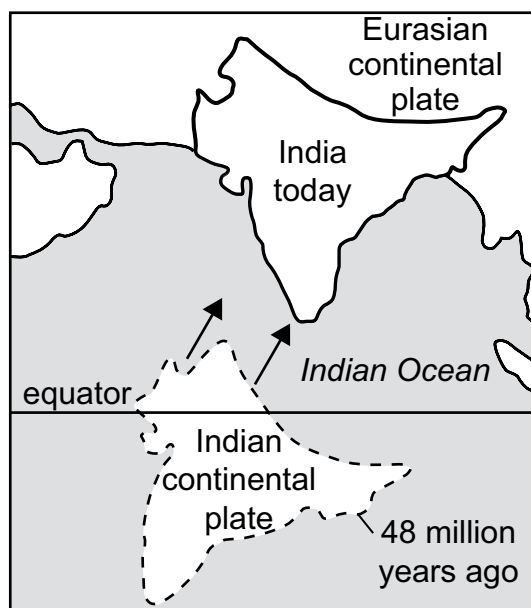 Eurasian
continental
plate
India
today
Indian Ocean
equator
Indian
continental
plate
48 million
years ago